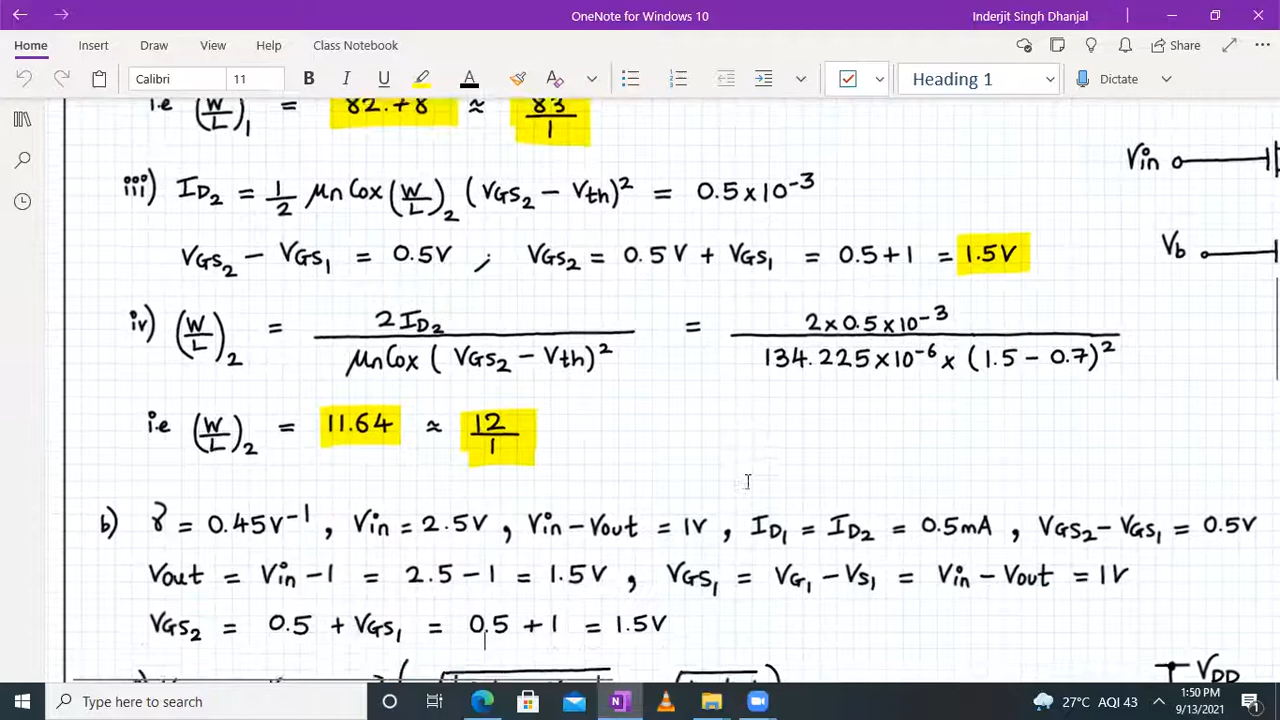 OneNote for Windows 10
Inderjit Singh Dhanjal
Home Insert Draw View Help Class Notebook Share
Calibri 11 B I U A Heading 1 Dictate
i.e (W/L)₁ = 82.78 ≈ 83/1
Vin
iii) ID₂ = 1/2 μnCox (W/L)₂ (VGS₂ − Vth)² = 0.5×10⁻³
VGS₂ − VGS₁ = 0.5V ; VGS₂ = 0.5V + VGS₁ = 0.5+1 = 1.5V
Vb
iv) (W/L)₂ = 2ID₂ / μnCox (VGS₂ − Vth)² = 2×0.5×10⁻³ / 134.225×10⁻⁶ × (1.5 − 0.7)²
i.e (W/L)₂ = 11.64 ≈ 12/1
b) γ = 0.45V⁻¹, Vin = 2.5V, Vin − Vout = 1V, ID₁ = ID₂ = 0.5mA, VGS₂ − VGS₁ = 0.5V
Vout = Vin − 1 = 2.5 − 1 = 1.5V, VGS₁ = VG₁ − VS₁ = Vin − Vout = 1V
VGS₂ = 0.5 + VGS₁ = 0.5 + 1 = 1.5V
VDD
Type here to search
27°C AQI 43
1:50 PM
9/13/2021